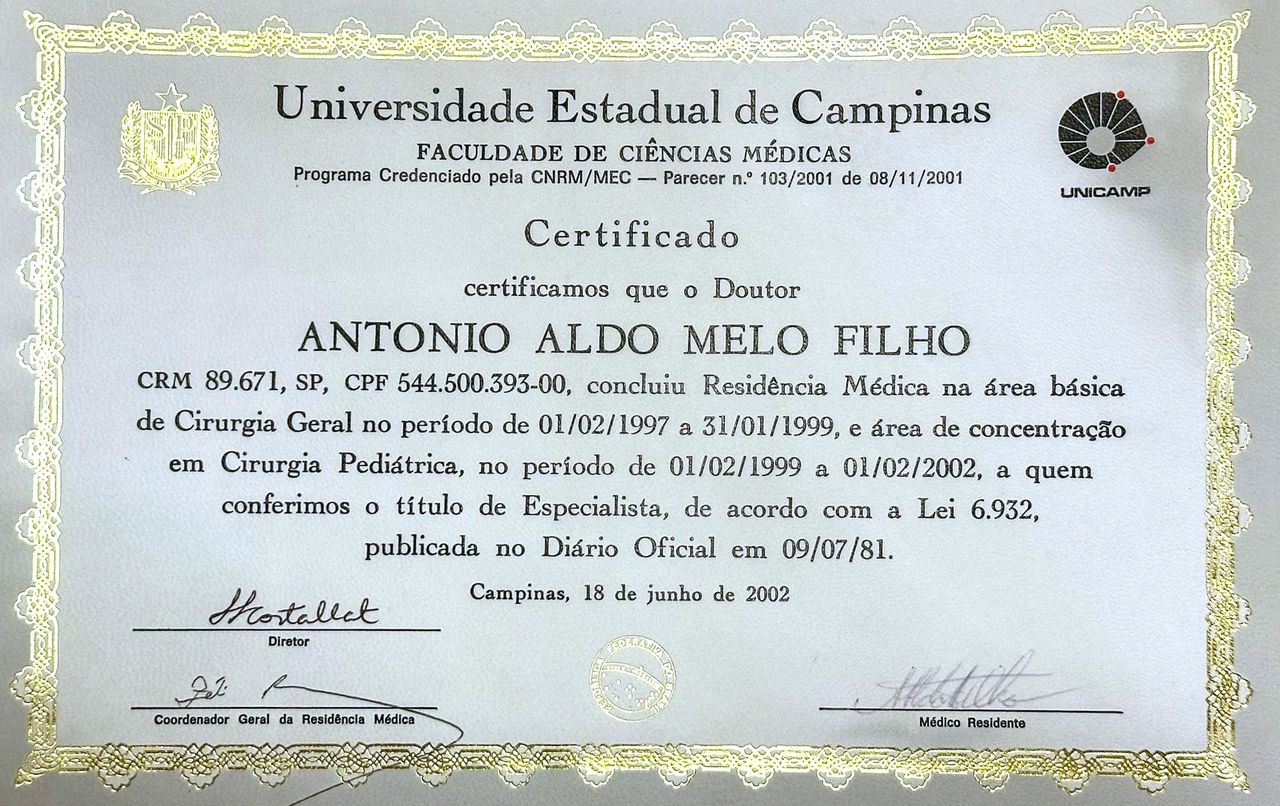 Universidade Estadual de Campinas
FACULDADE DE CIÊNCIAS MÉDICAS
Programa Credenciado pela CNRM/MEC — Parecer n.º 103/2001 de 08/11/2001
UNICAMP
Certificado
certificamos que o Doutor
ANTONIO ALDO MELO FILHO
CRM 89.671, SP, CPF 544.500.393-00, concluiu Residência Médica na área básica
de Cirurgia Geral no período de 01/02/1997 a 31/01/1999, e área de concentração
em Cirurgia Pediátrica, no período de 01/02/1999 a 01/02/2002, a quem
conferimos o título de Especialista, de acordo com a Lei 6.932,
publicada no Diário Oficial em 09/07/81.
Campinas, 18 de junho de 2002
Diretor
Coordenador Geral da Residência Médica
Médico Residente